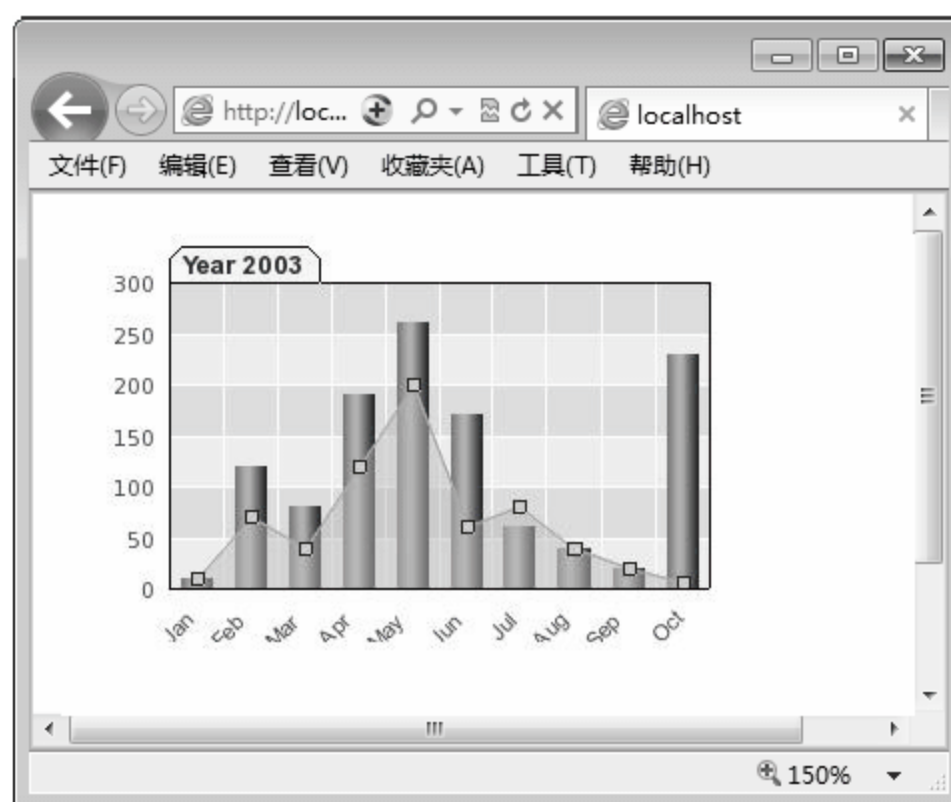 http://loc...
localhost
文件(F) 编辑(E) 查看(V) 收藏夹(A) 工具(T) 帮助(H)
Year 2003
300
250
200
150
100
50
0
Jan Feb Mar Apr May Jun Jul Aug Sep Oct
150%